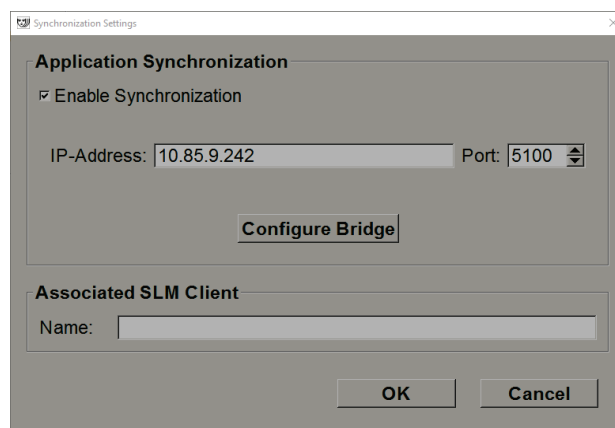 Synchronization Settings
Application Synchronization
Enable Synchronization
IP-Address: 10.85.9.242 Port: 5100
Configure Bridge
Associated SLM Client
Name:
OK Cancel